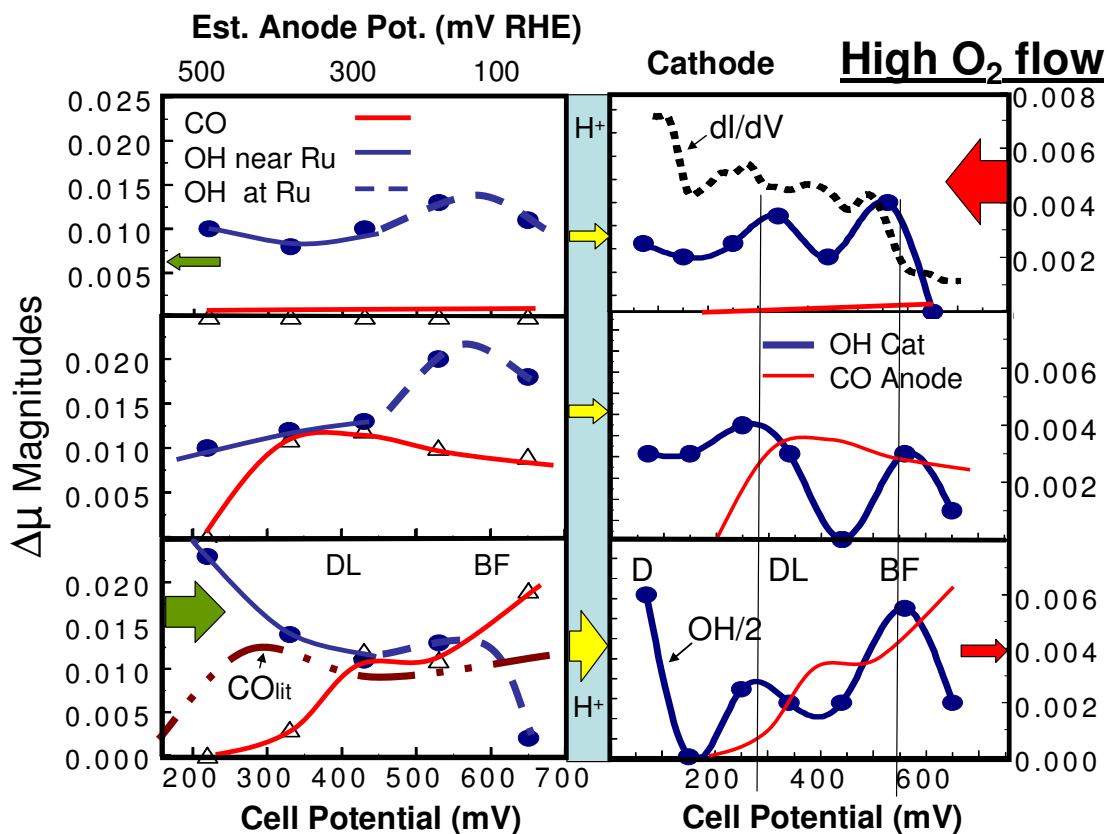 Est. Anode Pot. (mV RHE)
500 300 100
Cathode
High O₂ flow
0.025
0.020
0.015
0.010
0.005
CO
OH near Ru
OH at Ru
H⁺
dI/dV
0.008
0.006
0.004
0.002
Δμ Magnitudes
0.020
0.015
0.010
0.005
OH Cat
CO Anode
0.006
0.004
0.002
0.020
0.015
0.010
0.005
0.000
DL BF
COlit
H⁺
D DL BF
OH/2
0.006
0.004
0.002
0.000
200 300 400 500 600 700
Cell Potential (mV)
200 400 600
Cell Potential (mV)